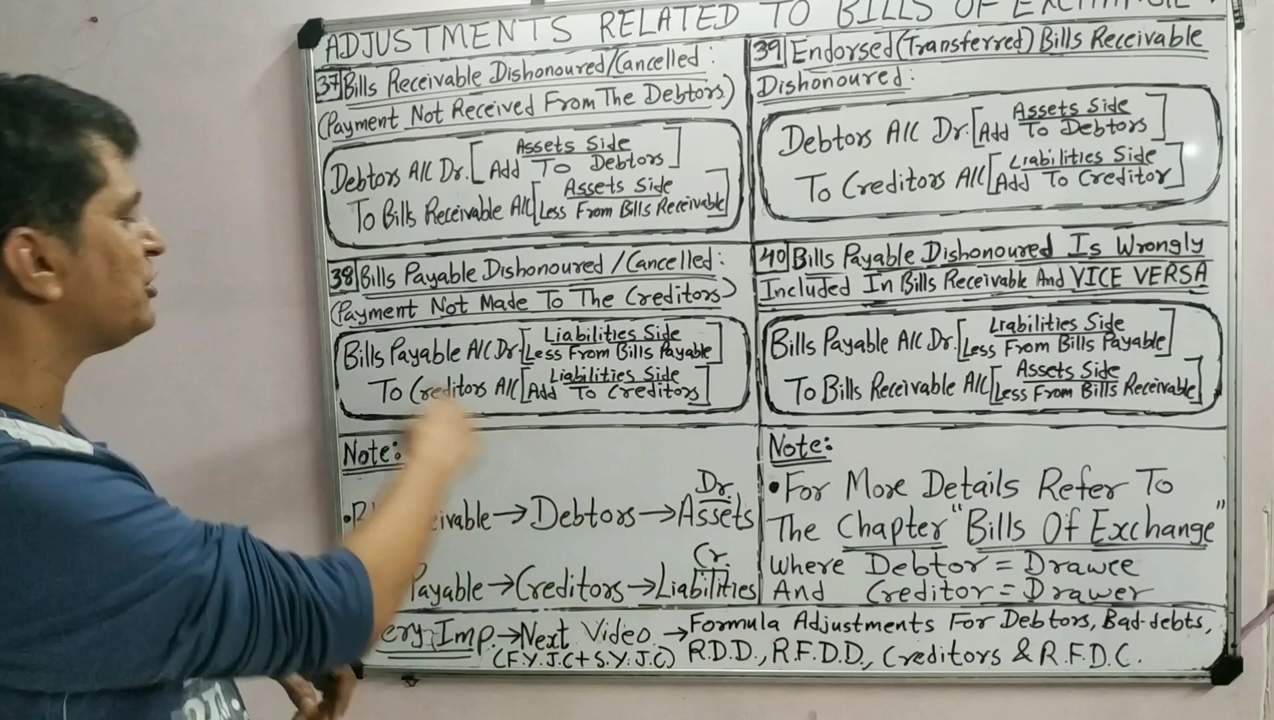 ADJUSTMENTS RELATED TO BILLS OF EXCHANGE
37 Bills Receivable Dishonoured/Cancelled:
(Payment Not Received From The Debtors)
Assets Side
Debtors A/C Dr. [Add To Debtors]
Assets Side
To Bills Receivable A/C [Less From Bills Receivable]
38 Bills Payable Dishonoured/Cancelled:
(Payment Not Made To The Creditors)
Liabilities Side
Bills Payable A/C Dr. [Less From Bills Payable]
Liabilities Side
To Creditors A/C [Add To Creditors]
Note:
Dr.
eivable → Debtors → Assets
Cr.
Payable → Creditors → Liabilities
39 Endorsed (Transferred) Bills Receivable
Dishonoured:
Assets Side
Debtors A/C Dr. [Add To Debtors]
Liabilities Side
To Creditors A/C [Add To Creditor]
40 Bills Payable Dishonoured Is Wrongly
Included In Bills Receivable And VICE VERSA
Liabilities Side
Bills Payable A/C Dr. [Less From Bills Payable]
Assets Side
To Bills Receivable A/C [Less From Bills Receivable]
Note:
• For More Details Refer To
The Chapter "Bills Of Exchange"
Where Debtor = Drawee
And Creditor = Drawer
ery Imp. → Next Video → Formula Adjustments For Debtors, Bad-debts,
(F.Y.J.C + S.Y.J.C) R.D.D., R.F.D.D., Creditors & R.F.D.C.